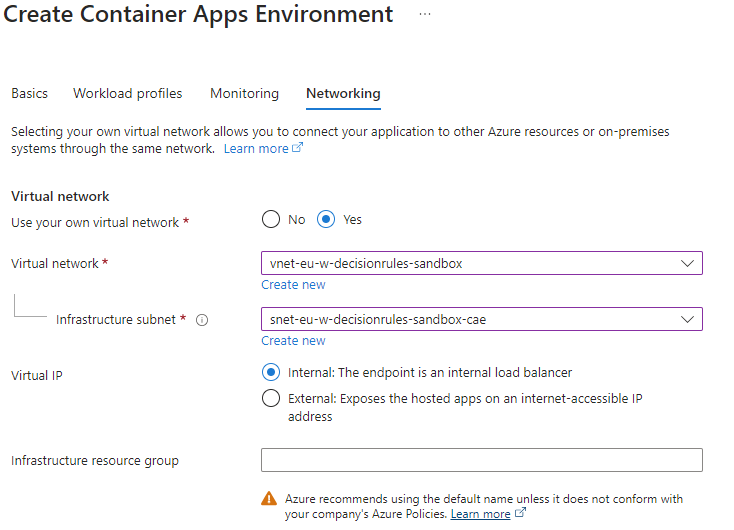 Create Container Apps Environment ...
Basics Workload profiles Monitoring Networking
Selecting your own virtual network allows you to connect your application to other Azure resources or on-premises
systems through the same network. Learn more
Virtual network
Use your own virtual network * No Yes
Virtual network * vnet-eu-w-decisionrules-sandbox
Create new
Infrastructure subnet * snet-eu-w-decisionrules-sandbox-cae
Create new
Virtual IP Internal: The endpoint is an internal load balancer
External: Exposes the hosted apps on an internet-accessible IP
address
Infrastructure resource group
Azure recommends using the default name unless it does not conform with
your company's Azure Policies. Learn more